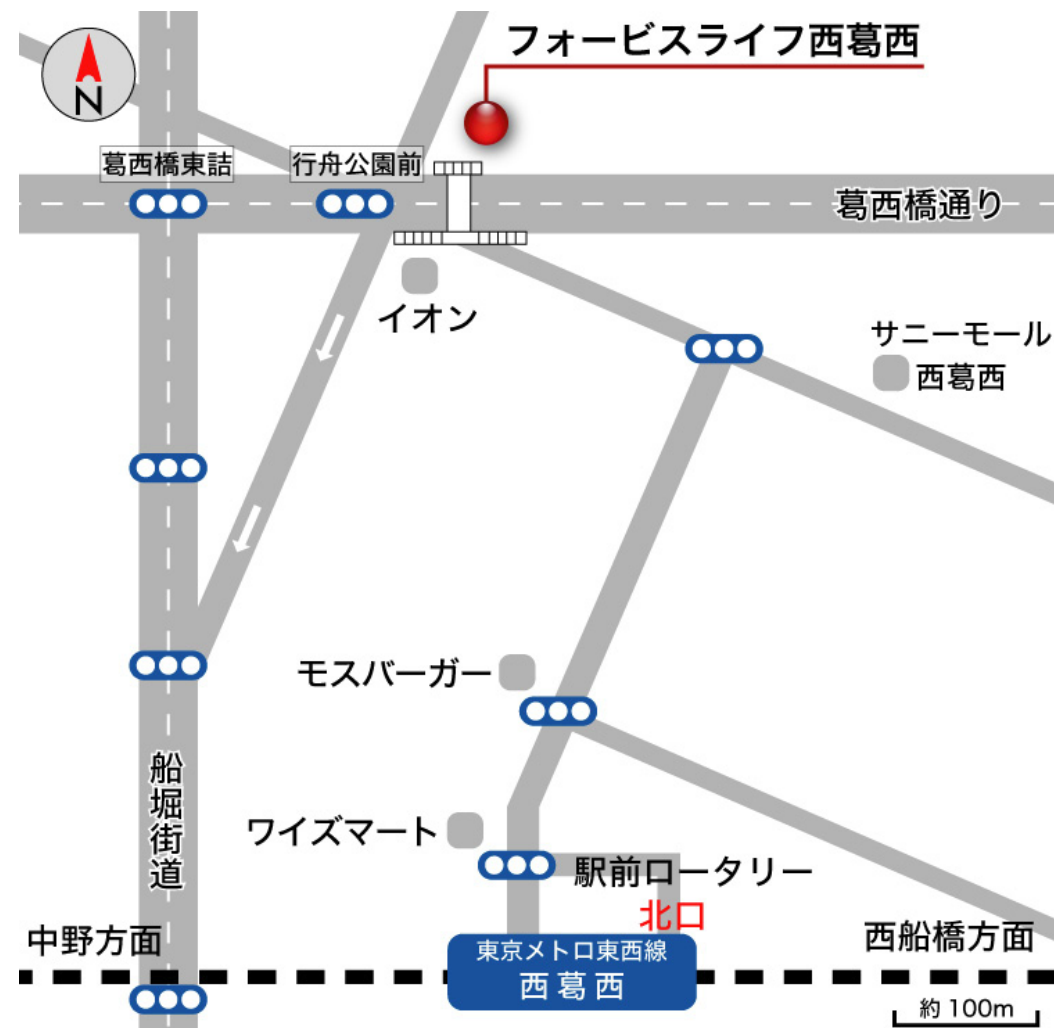 フォービスライフ西葛西
N
葛西橋東詰
行舟公園前
葛西橋通り
イオン
サニーモール
西葛西
モスバーガー
船堀街道
ワイズマート
駅前ロータリー
北口
中野方面
東京メトロ東西線
西葛西
西船橋方面
約100m